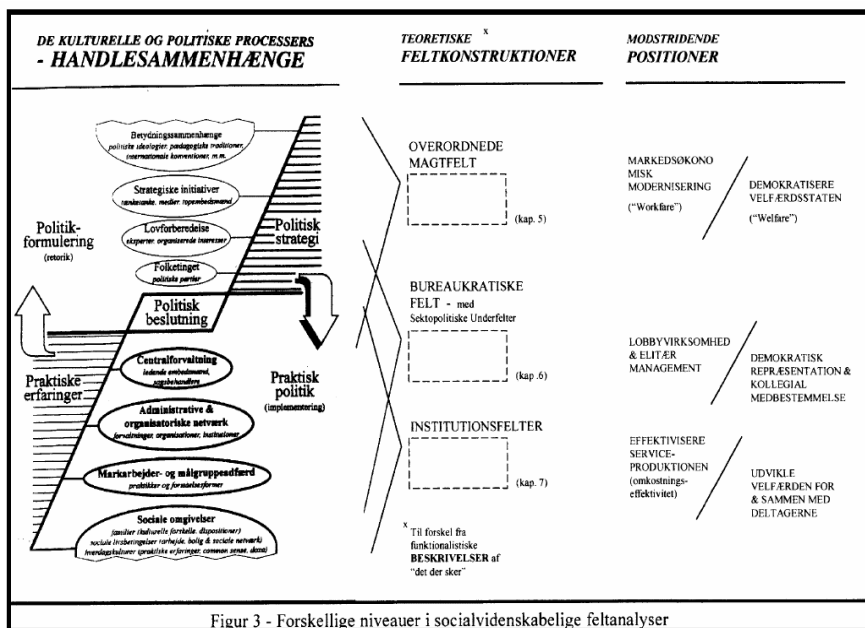 DE KULTURELLE OG POLITISKE PROCESSERS
- HANDLESAMMENHÆNGE
TEORETISKE x
FELTKONSTRUKTIONER
MODSTRIDENDE
POSITIONER
Betydningssammenhænge
politiske ideologier, pædagogiske traditioner,
internationale konventioner, m.m.
Strategiske initiativer
tænketanke, medier, topembedsmænd
Lovforberedelse
eksperter, organiserede interesser
Folketinget
politiske partier
Politik-
formulering
(retorik)
Politisk
strategi
Politisk
beslutning
Praktiske
erfaringer
Praktisk
politik
(implementering)
Centralforvaltning
ledende embedsmænd,
sagsbehandlere
Administrative &
organisatoriske netværk
forvaltninger, organisationer, institutioner
Markarbejder- og målgruppeadfærd
praktikker og
Sociale omgivelser
familier (kulturelle forskelle, dispositioner)
sociale livsbetingelser (arbejde, bolig & sociale netværk)
hverdagskulturer (praktiske erfaringer, common sense, doxa)
OVERORDNEDE
MAGTFELT
(kap. 5)
BUREAUKRATISKE
FELT - med
Sektopolitiske Underfelter
(kap .6)
INSTITUTIONSFELTER
(kap. 7)
x Til forskel fra
funktionalistiske
BESKRIVELSER af
"det der sker"
MARKEDSØKONO
MISK
MODERNISERING
("Workfare")
DEMOKRATISERE
VELFÆRDSSTATEN
("Welfare")
LOBBYVIRKSOMHED
& ELITÆR
MANAGEMENT
DEMOKRATISK
REPRÆSENTATION &
KOLLEGIAL
MEDBESTEMMELSE
EFFEKTIVISERE
SERVICE-
PRODUKTIONEN
(omkostnings-
effektivitet)
UDVIKLE
VELFÆRDEN FOR
& SAMMEN MED
DELTAGERNE
Figur 3 - Forskellige niveauer i socialvidenskabelige feltanalyser